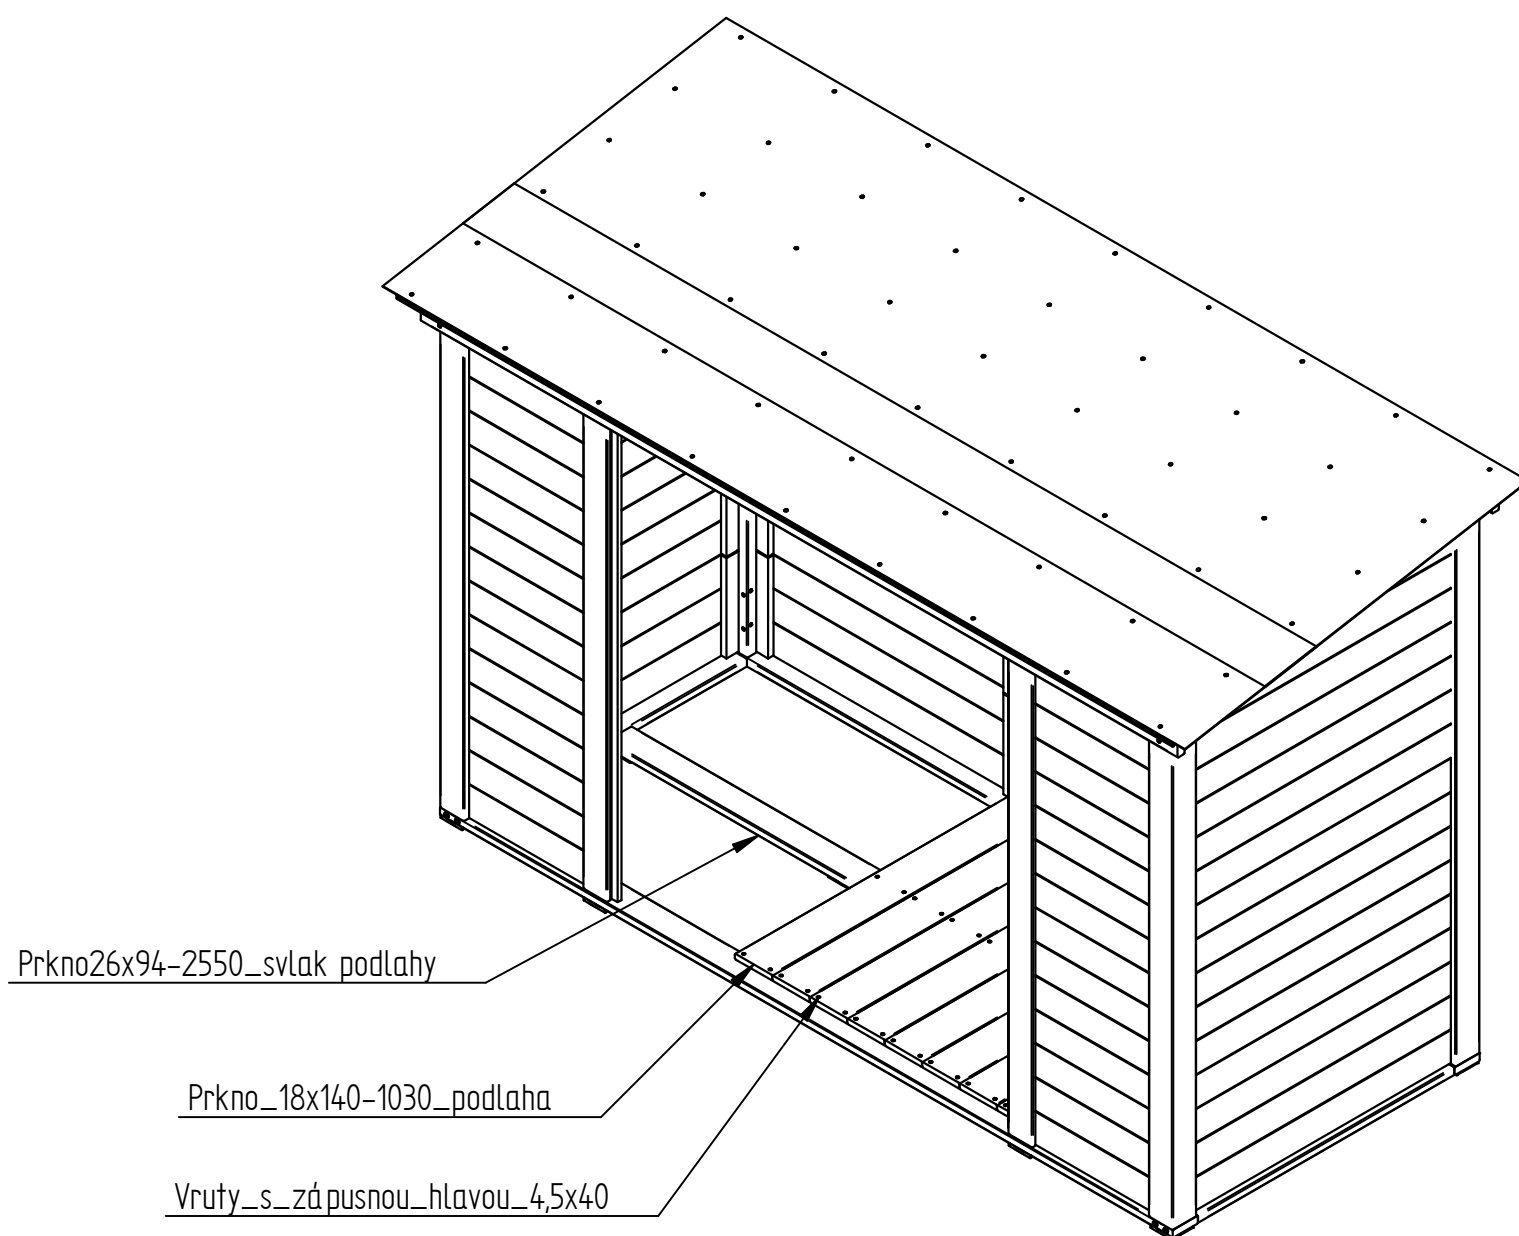 Prkno26x94-2550_svlak podlahy
Prkno_18x140-1030_podlaha
Vruty_s_zápusnou_hlavou_4,5x40